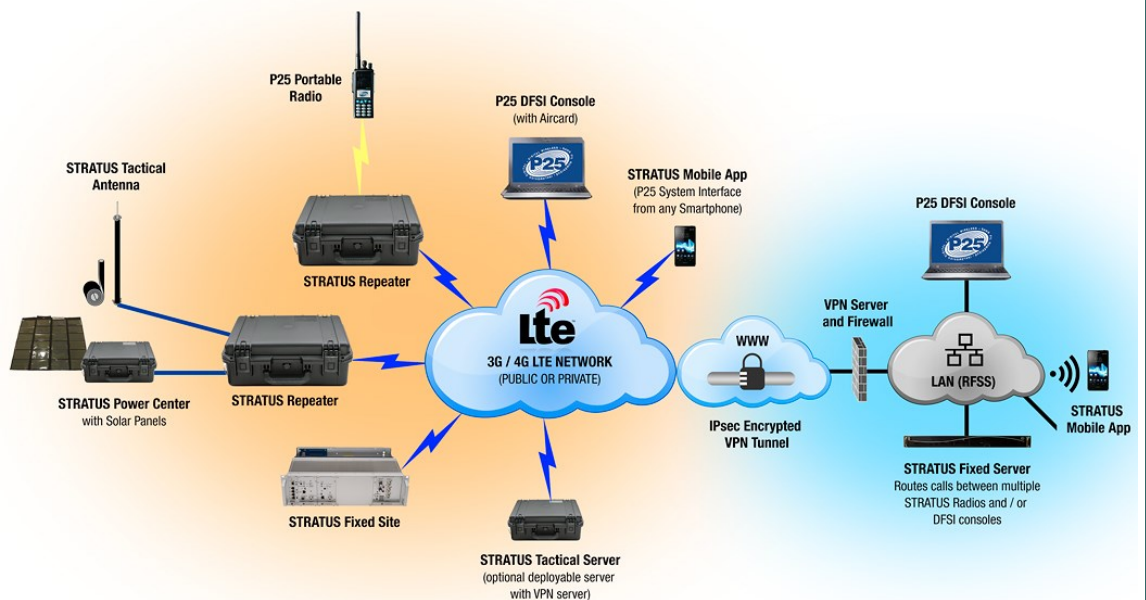 P25 Portable
Radio
P25 DFSI Console
(with Aircard)
P25
STRATUS Tactical
Antenna
STRATUS Mobile App
(P25 System Interface
from any Smartphone)
STRATUS Repeater
P25 DFSI Console
P25
Lte
3G / 4G LTE NETWORK
(PUBLIC OR PRIVATE)
VPN Server
and Firewall
WWW
LAN (RFSS)
STRATUS Power Center
with Solar Panels
STRATUS Repeater
IPsec Encrypted
VPN Tunnel
STRATUS
Mobile App
STRATUS Fixed Site
STRATUS Fixed Server
Routes calls between multiple
STRATUS Radios and / or
DFSI consoles
STRATUS Tactical Server
(optional deployable server
with VPN server)